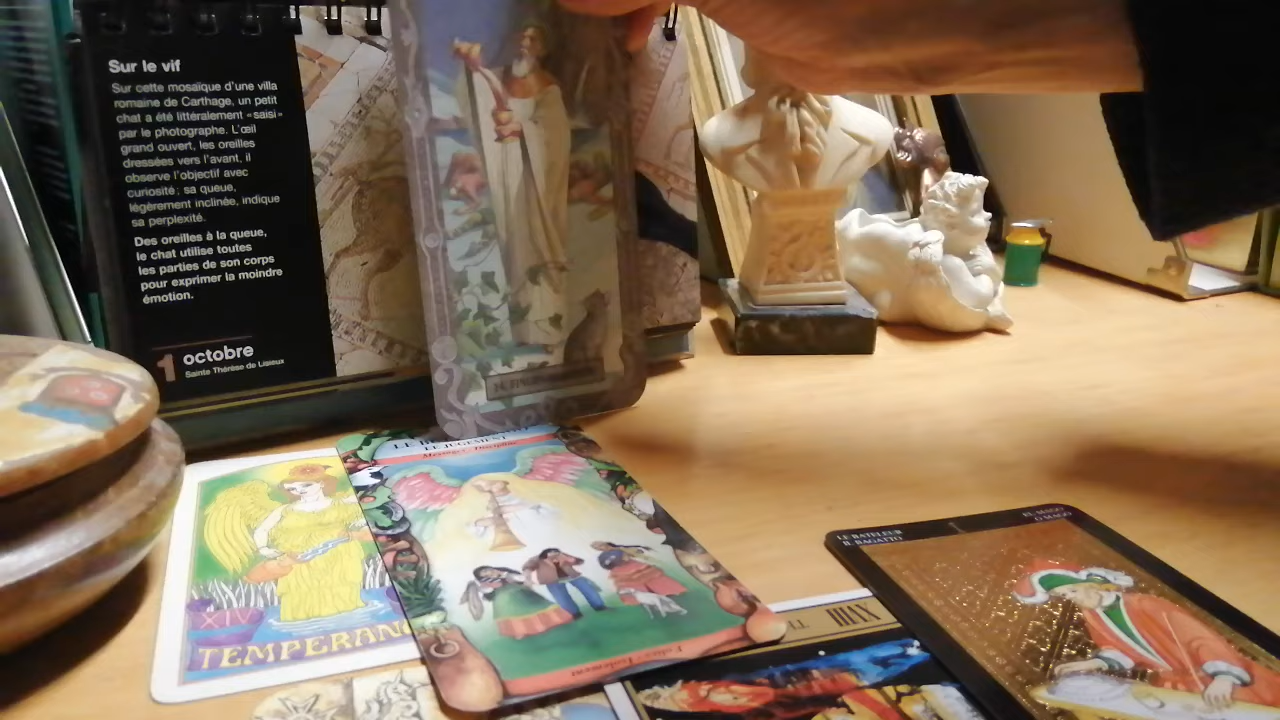 Sur le vif
Sur cette mosaïque d'une villa
romaine de Carthage, un petit
chat a été littéralement «saisi»
par le photographe. L'œil
grand ouvert, les oreilles
dressées vers l'avant, il
observe l'objectif avec
curiosité ; sa queue,
légèrement inclinée, indique
sa perplexité.
Des oreilles à la queue,
le chat utilise toutes
les parties de son corps
pour exprimer la moindre
émotion.
1 octobre
Sainte Thérèse de Lisieux
14.
LE JUGEMENT
XIV
TEMPERANC
XVIII
LE BATELEUR
IL BAGATTO
EL MAGO
O MAGO